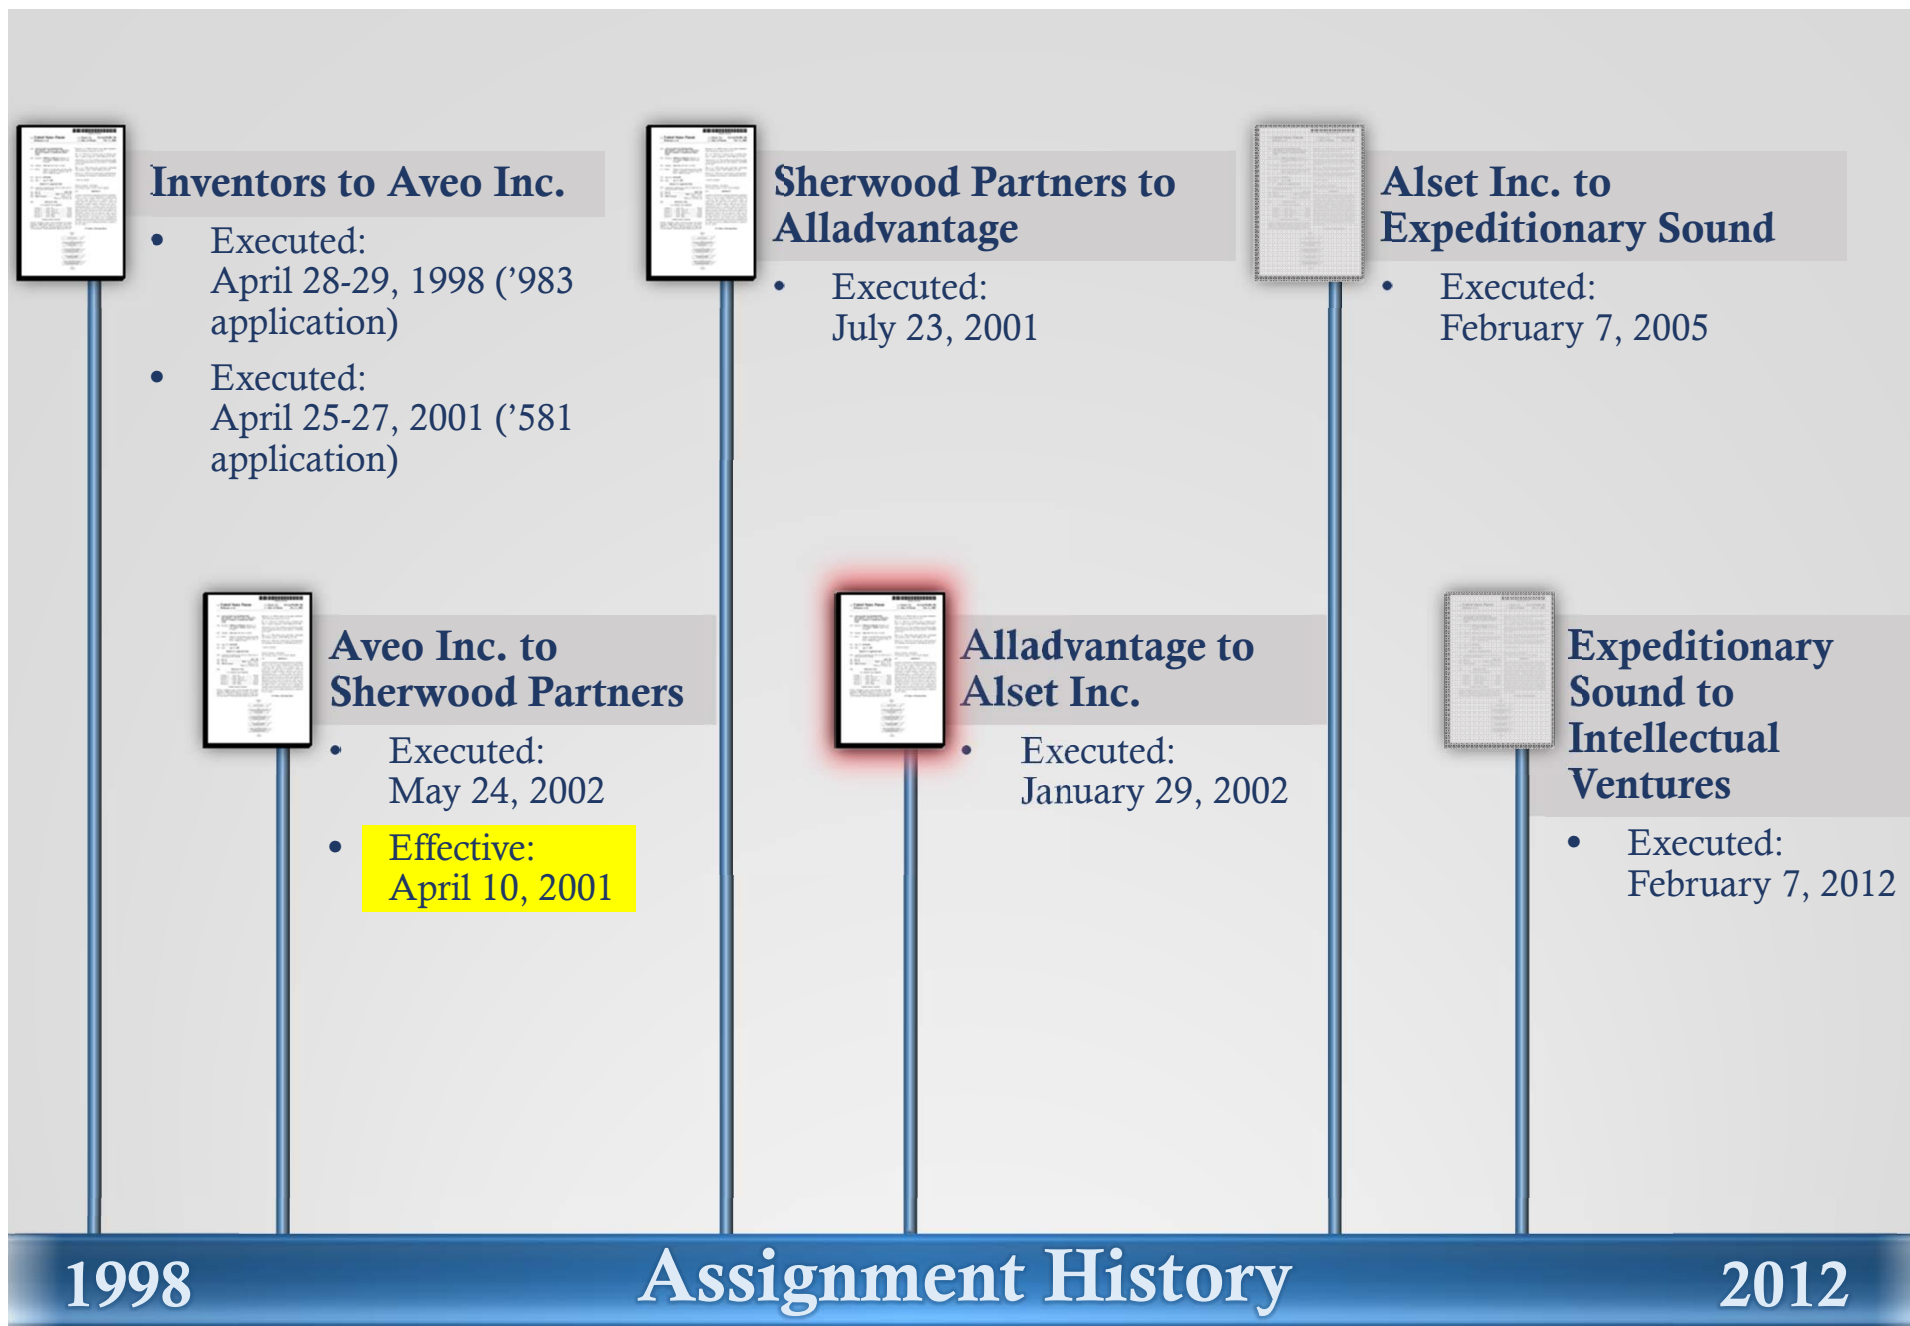 Inventors to Aveo Inc.
• Executed:
April 28-29, 1998 (’983
application)
• Executed:
April 25-27, 2001 (’581
application)
Aveo Inc. to
Sherwood Partners
• Executed:
May 24, 2002
• Effective:
April 10, 2001
Sherwood Partners to
Alladvantage
• Executed:
July 23, 2001
Alladvantage to
Alset Inc.
• Executed:
January 29, 2002
Alset Inc. to
Expeditionary Sound
• Executed:
February 7, 2005
Expeditionary
Sound to
Intellectual
Ventures
• Executed:
February 7, 2012
1998
Assignment History
2012